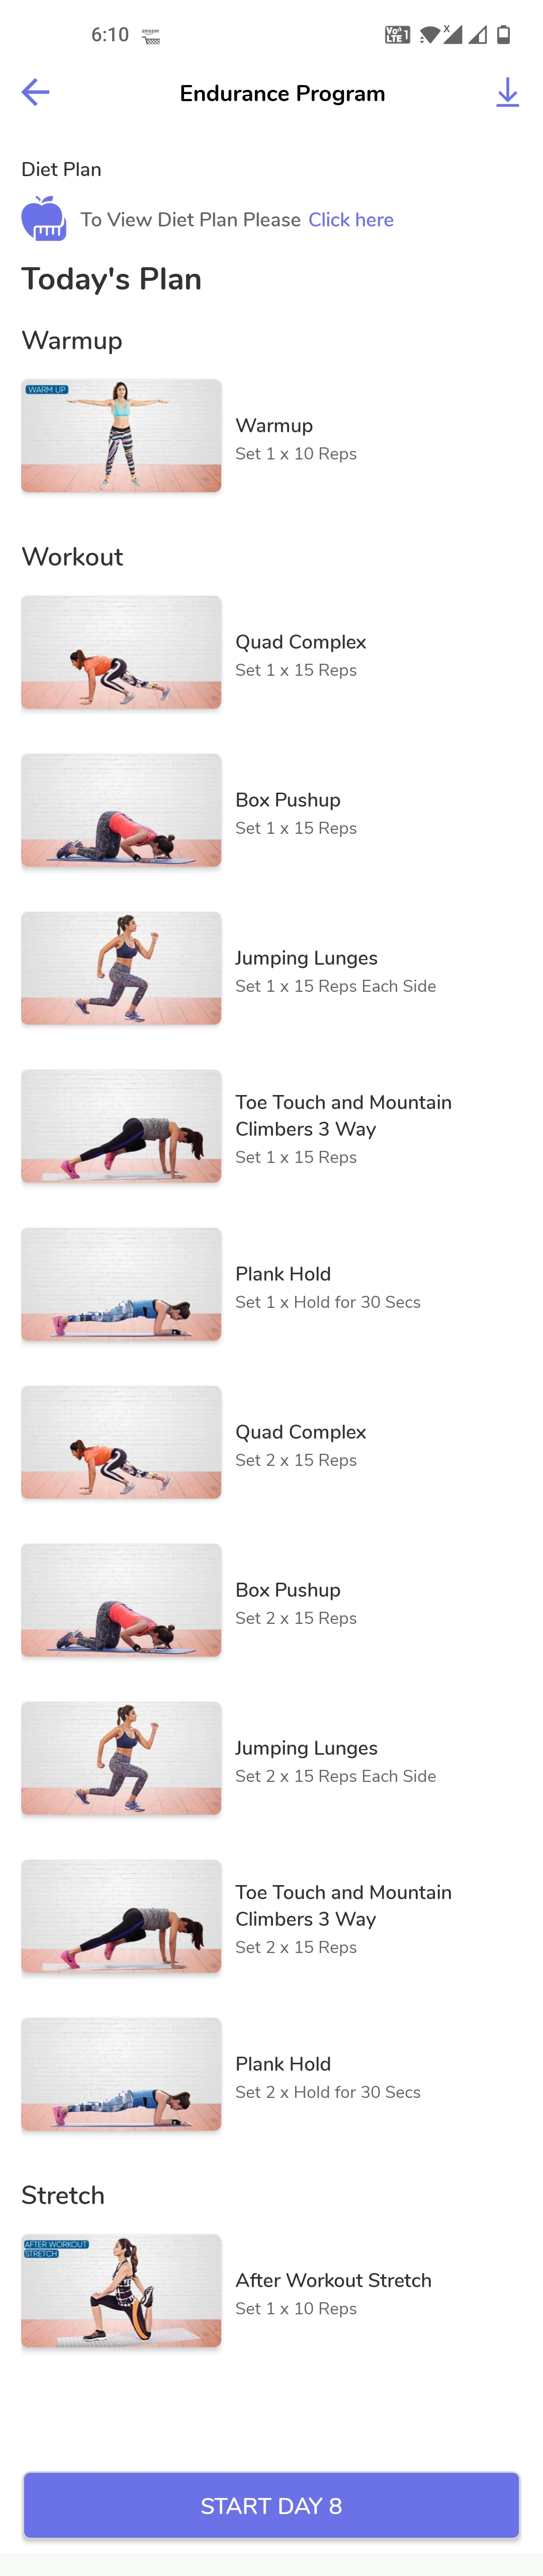 6:10
amazon
Vo) 1
LTE
X
Endurance Program
Diet Plan
To View Diet Plan Please Click here
Today's Plan
Warmup
WARM UP
Warmup
Set 1 x 10 Reps
Workout
Quad Complex
Set 1 x 15 Reps
Box Pushup
Set 1 x 15 Reps
Jumping Lunges
Set 1 x 15 Reps Each Side
Toe Touch and Mountain
Climbers 3 Way
Set 1 x 15 Reps
Plank Hold
Set 1 x Hold for 30 Secs
Quad Complex
Set 2 x 15 Reps
Box Pushup
Set 2 x 15 Reps
Jumping Lunges
Set 2 x 15 Reps Each Side
Toe Touch and Mountain
Climbers 3 Way
Set 2 x 15 Reps
Plank Hold
Set 2 x Hold for 30 Secs
Stretch
AFTER WORKOUT
STRETCH
After Workout Stretch
Set 1 x 10 Reps
START DAY 8